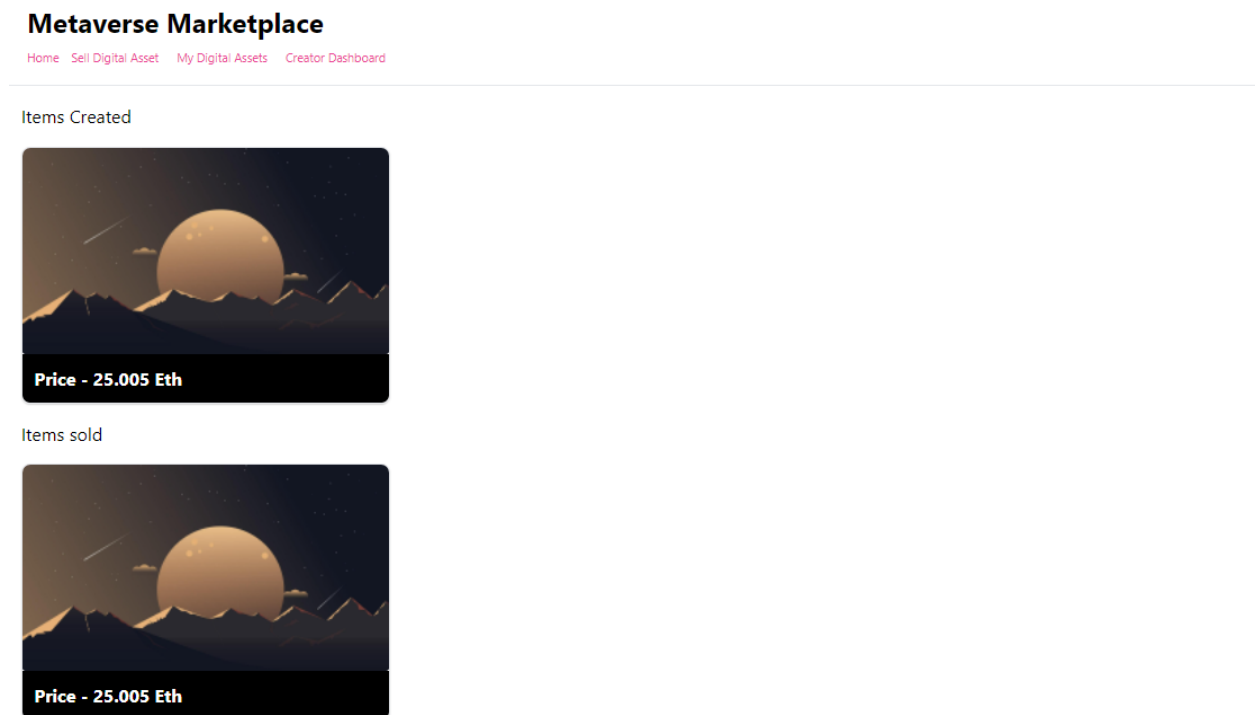 Metaverse Marketplace
Home Sell Digital Asset My Digital Assets Creator Dashboard
Items Created
Price - 25.005 Eth
Items sold
Price - 25.005 Eth